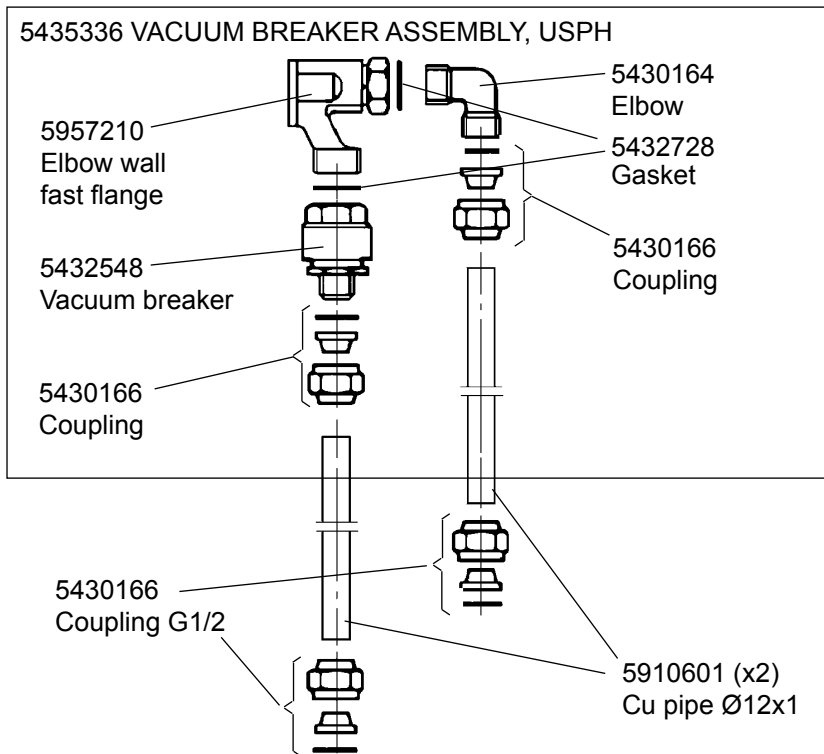 5435336 VACUUM BREAKER ASSEMBLY, USPH
5957210
Elbow wall
fast flange
5430164
Elbow
5432728
Gasket
5432548
Vacuum breaker
5430166
Coupling
5430166
Coupling
5430166
Coupling G1/2
5910601 (x2)
Cu pipe Ø12x1